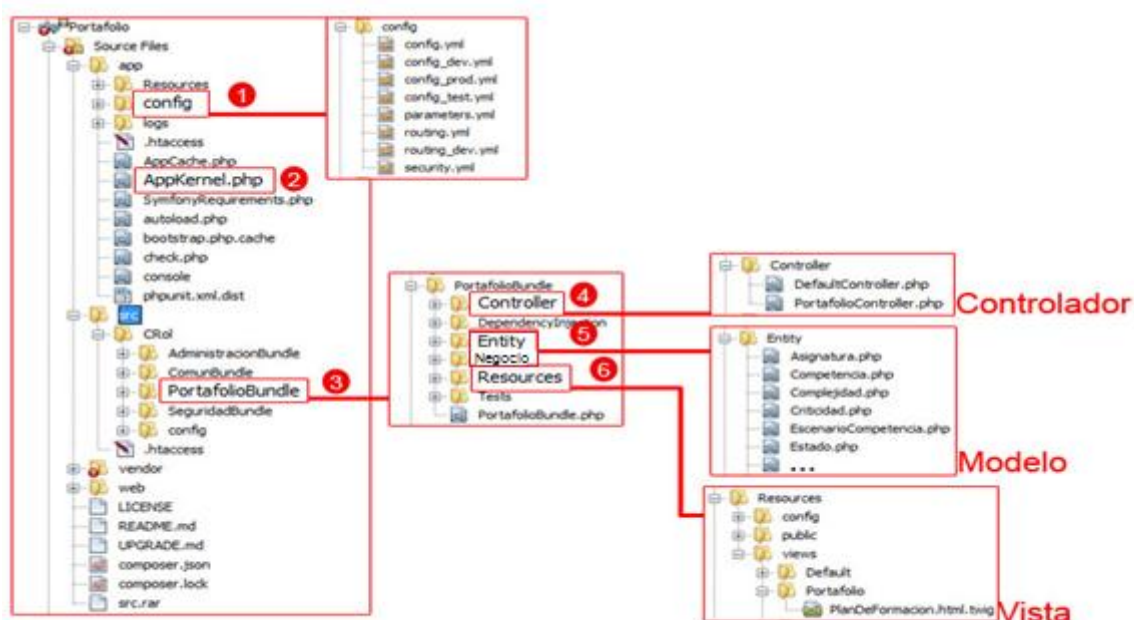 Portafolio
Source Files
app
Resources
config
1
logs
.htaccess
AppCache.php
AppKernel.php
2
SymfonyRequirements.php
autoload.php
bootstrap.php.cache
check.php
console
phpunit.xml.dist
src
CRol
AdministracionBundle
ComunBundle
PortafolioBundle
3
SeguridadBundle
config
.htaccess
vendor
web
LICENSE
README.md
UPGRADE.md
composer.json
composer.lock
src.rar
config
config.yml
config_dev.yml
config_prod.yml
config_test.yml
parameters.yml
routing.yml
routing_dev.yml
security.yml
PortafolioBundle
Controller
4
DependencyInjection
Entity
5
Negocio
Resources
6
Tests
PortafolioBundle.php
Controller
DefaultController.php
PortafolioController.php
Controlador
Entity
Asignatura.php
Competencia.php
Complejidad.php
Criticidad.php
EscenarioCompetencia.php
Estado.php
...
Modelo
Resources
config
public
views
Default
Portafolio
PlanDeFormacion.html.twig
Vista